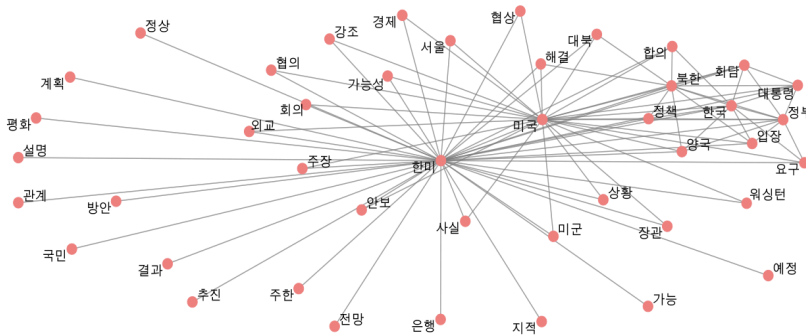 정상
강조
경제
협상
서울
대북
해결
합의
협의
계획
가능성
북한
화답
대통령
회의
평화
외교
미국
정책
한국
정부
설명
주장
한미
양국
입장
요구
관계
방안
안보
상황
워싱턴
사실
미군
장관
국민
결과
예정
추진
주한
가능
전망
은행
지적